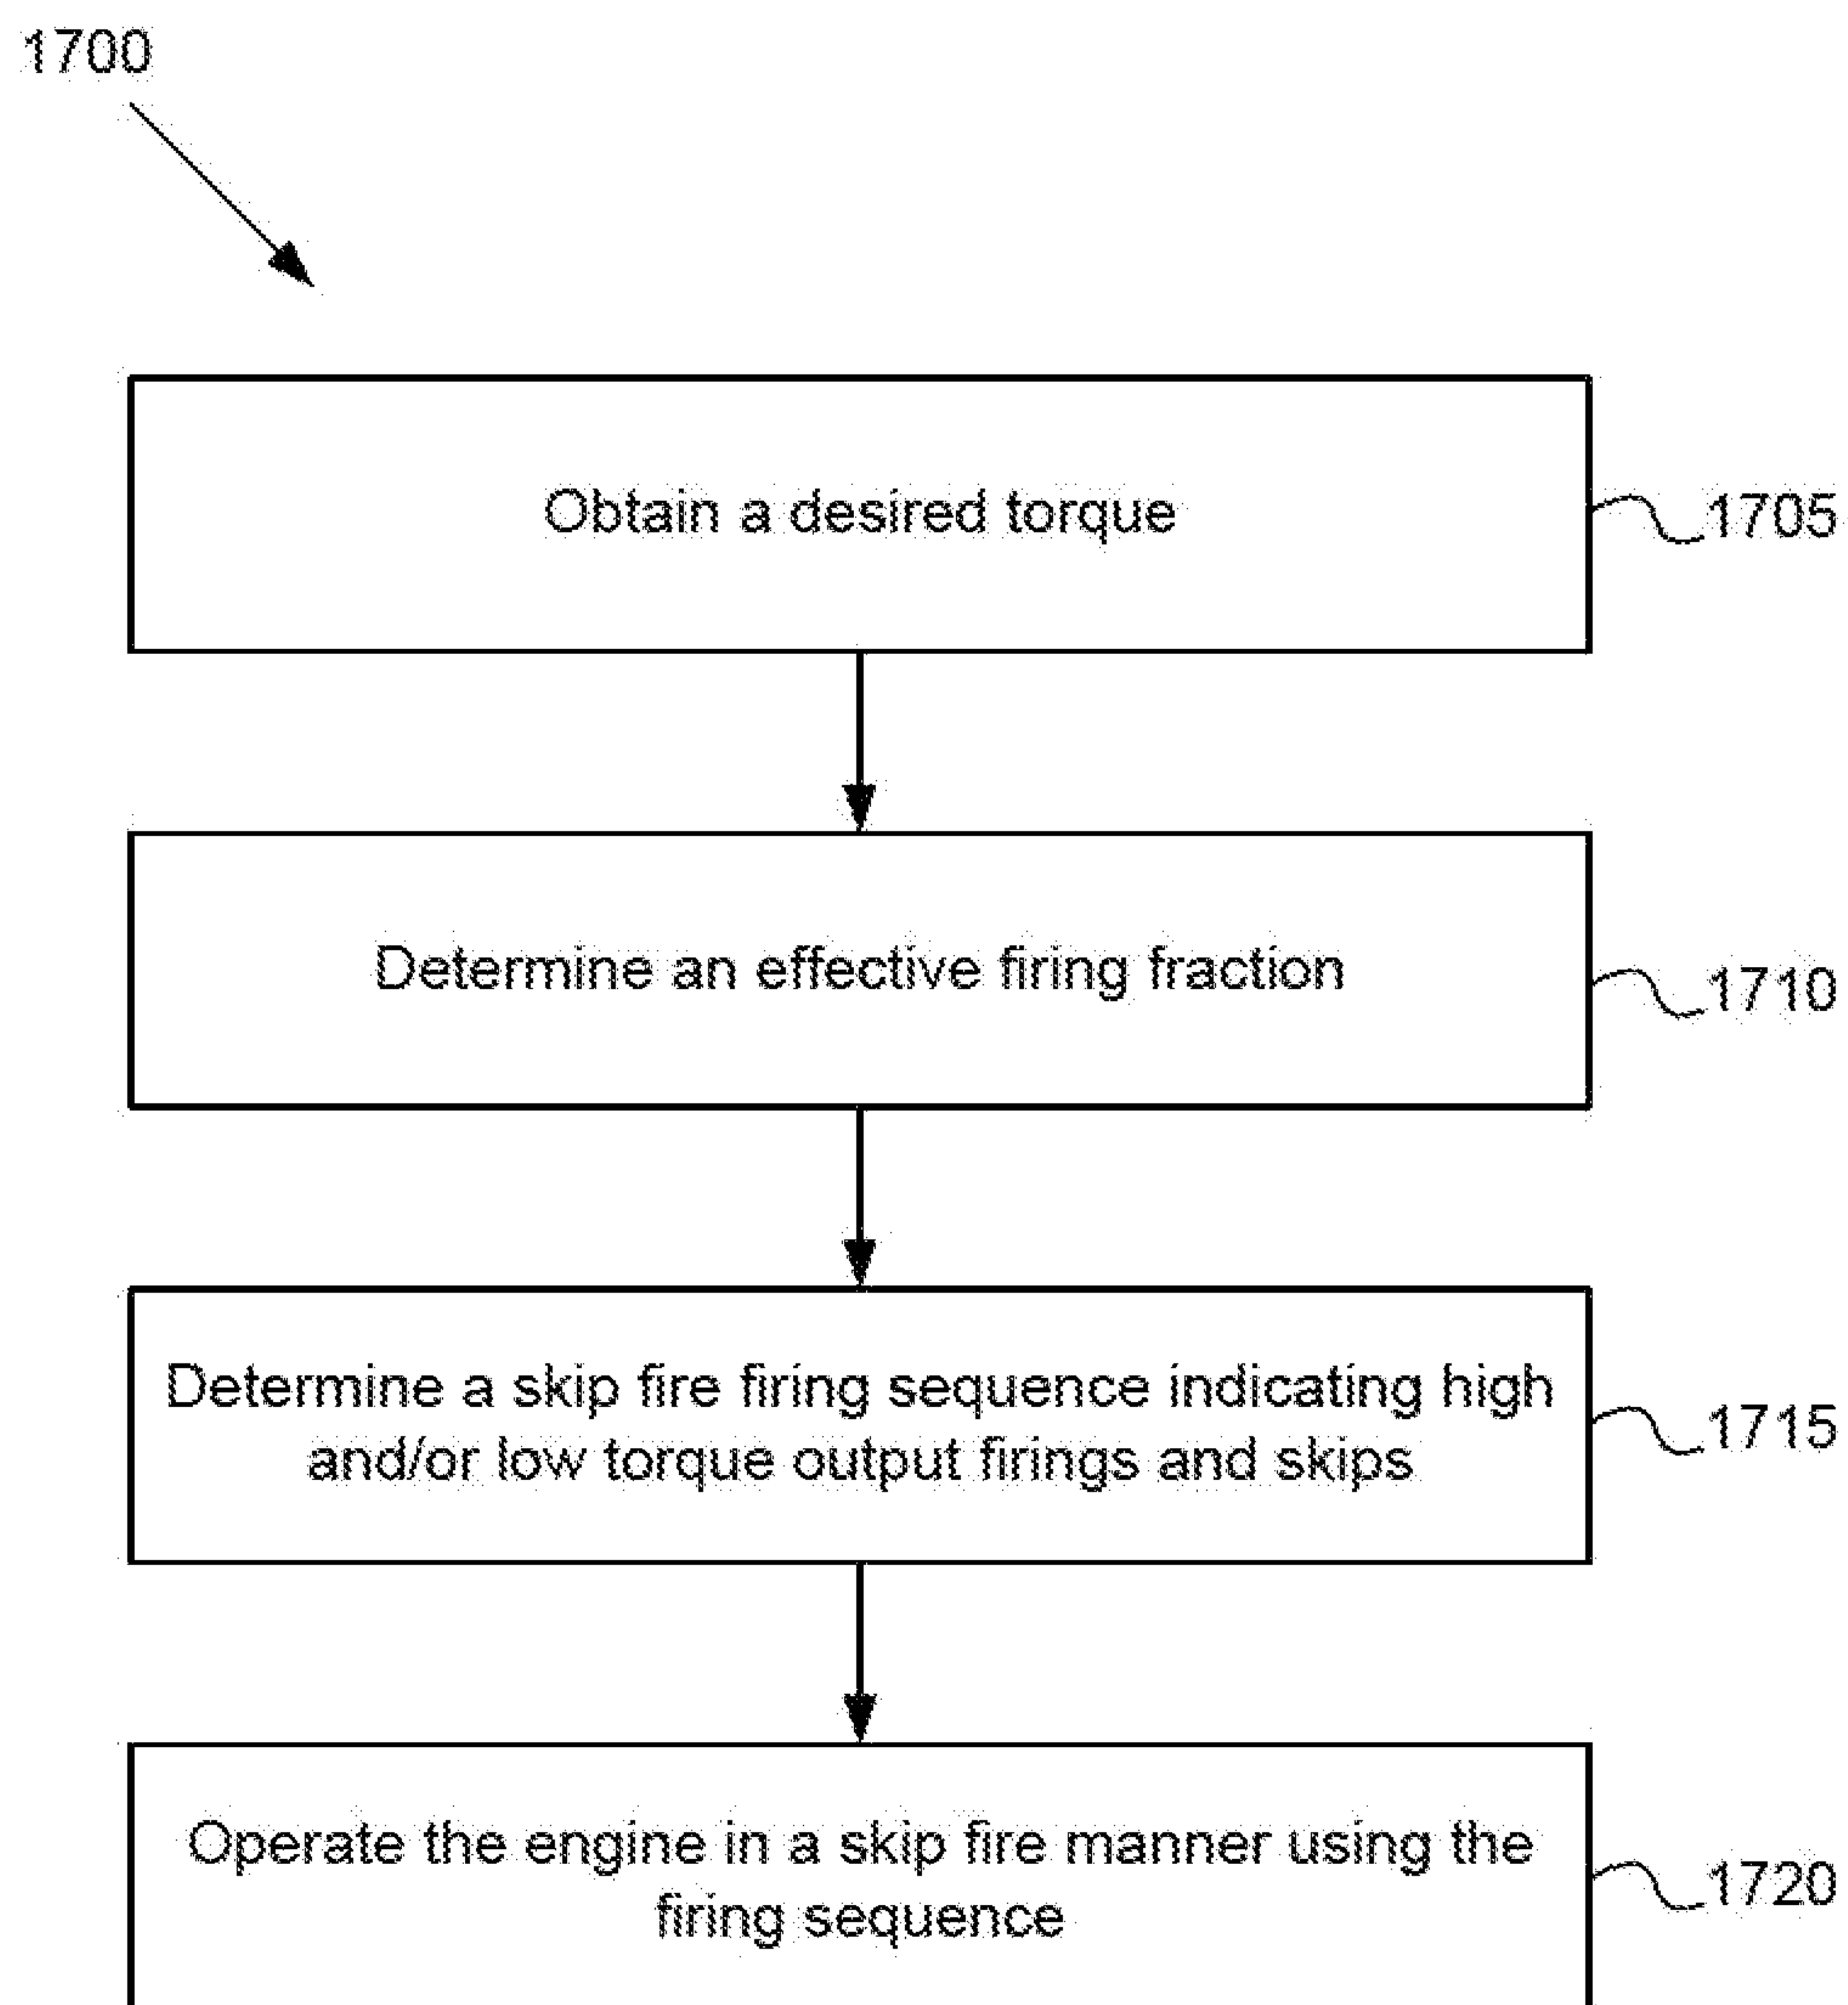 1700
Obtain a desired torque
1705
Determine an effective firing fraction
1710
Determine a skip fire firing sequence indicating high
and/or low torque output firings and skips
1715
Operate the engine in a skip fire manner using the
firing sequence
1720